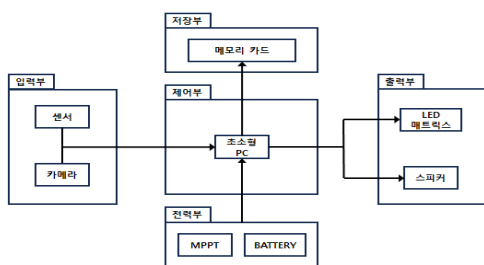 저장부
메모리 카드
입력부
센서
카메라
제어부
초소형
PC
출력부
LED
매트릭스
스피커
전력부
MPPT
BATTERY